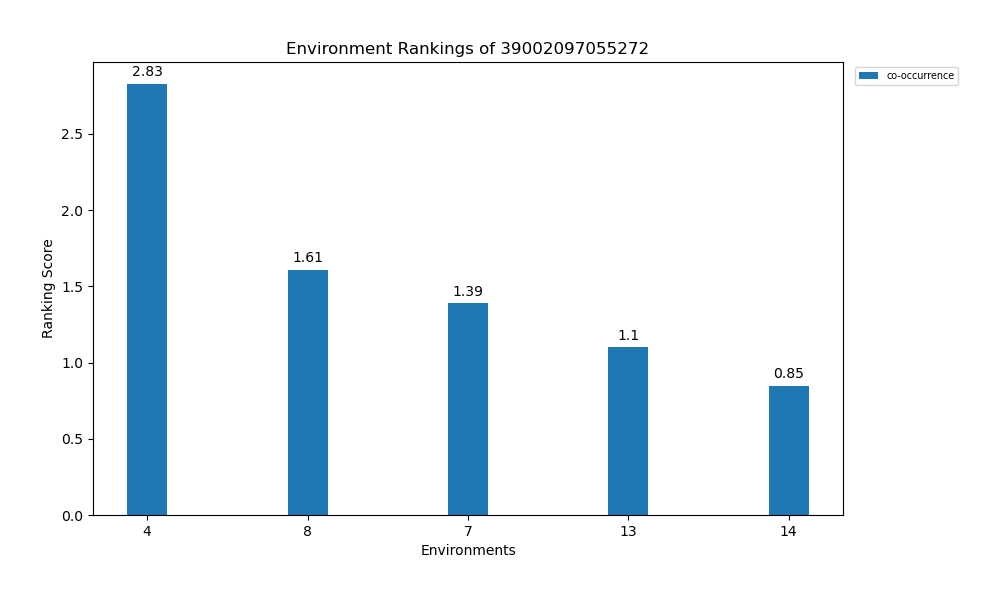 Environment Rankings of 39002097055272
co-occurrence
2.83
1.61
1.39
1.1
0.85
Ranking Score
2.5
2.0
1.5
1.0
0.5
0.0
4 8 7 13 14
Environments